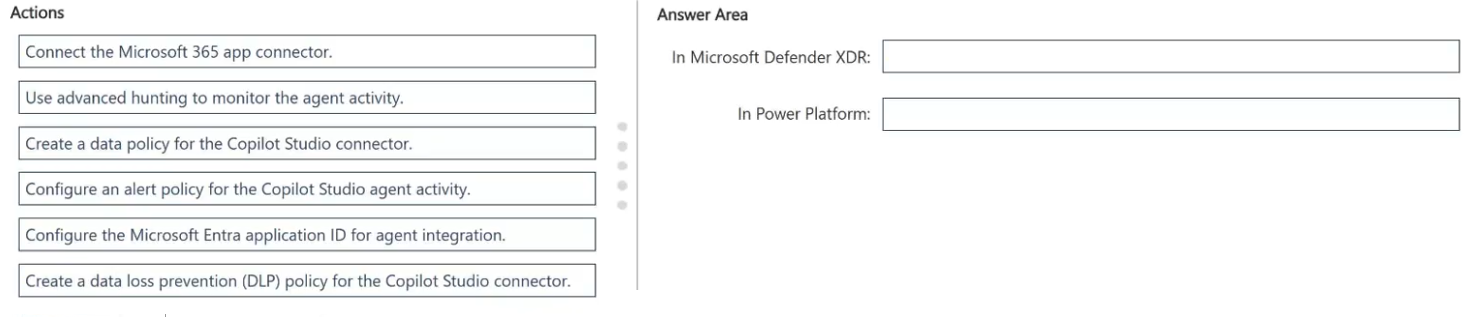 Actions
Connect the Microsoft 365 app connector.
Use advanced hunting to monitor the agent activity.
Create a data policy for the Copilot Studio connector.
Configure an alert policy for the Copilot Studio agent activity.
Configure the Microsoft Entra application ID for agent integration.
Create a data loss prevention (DLP) policy for the Copilot Studio connector.
Answer Area
In Microsoft Defender XDR:
In Power Platform: